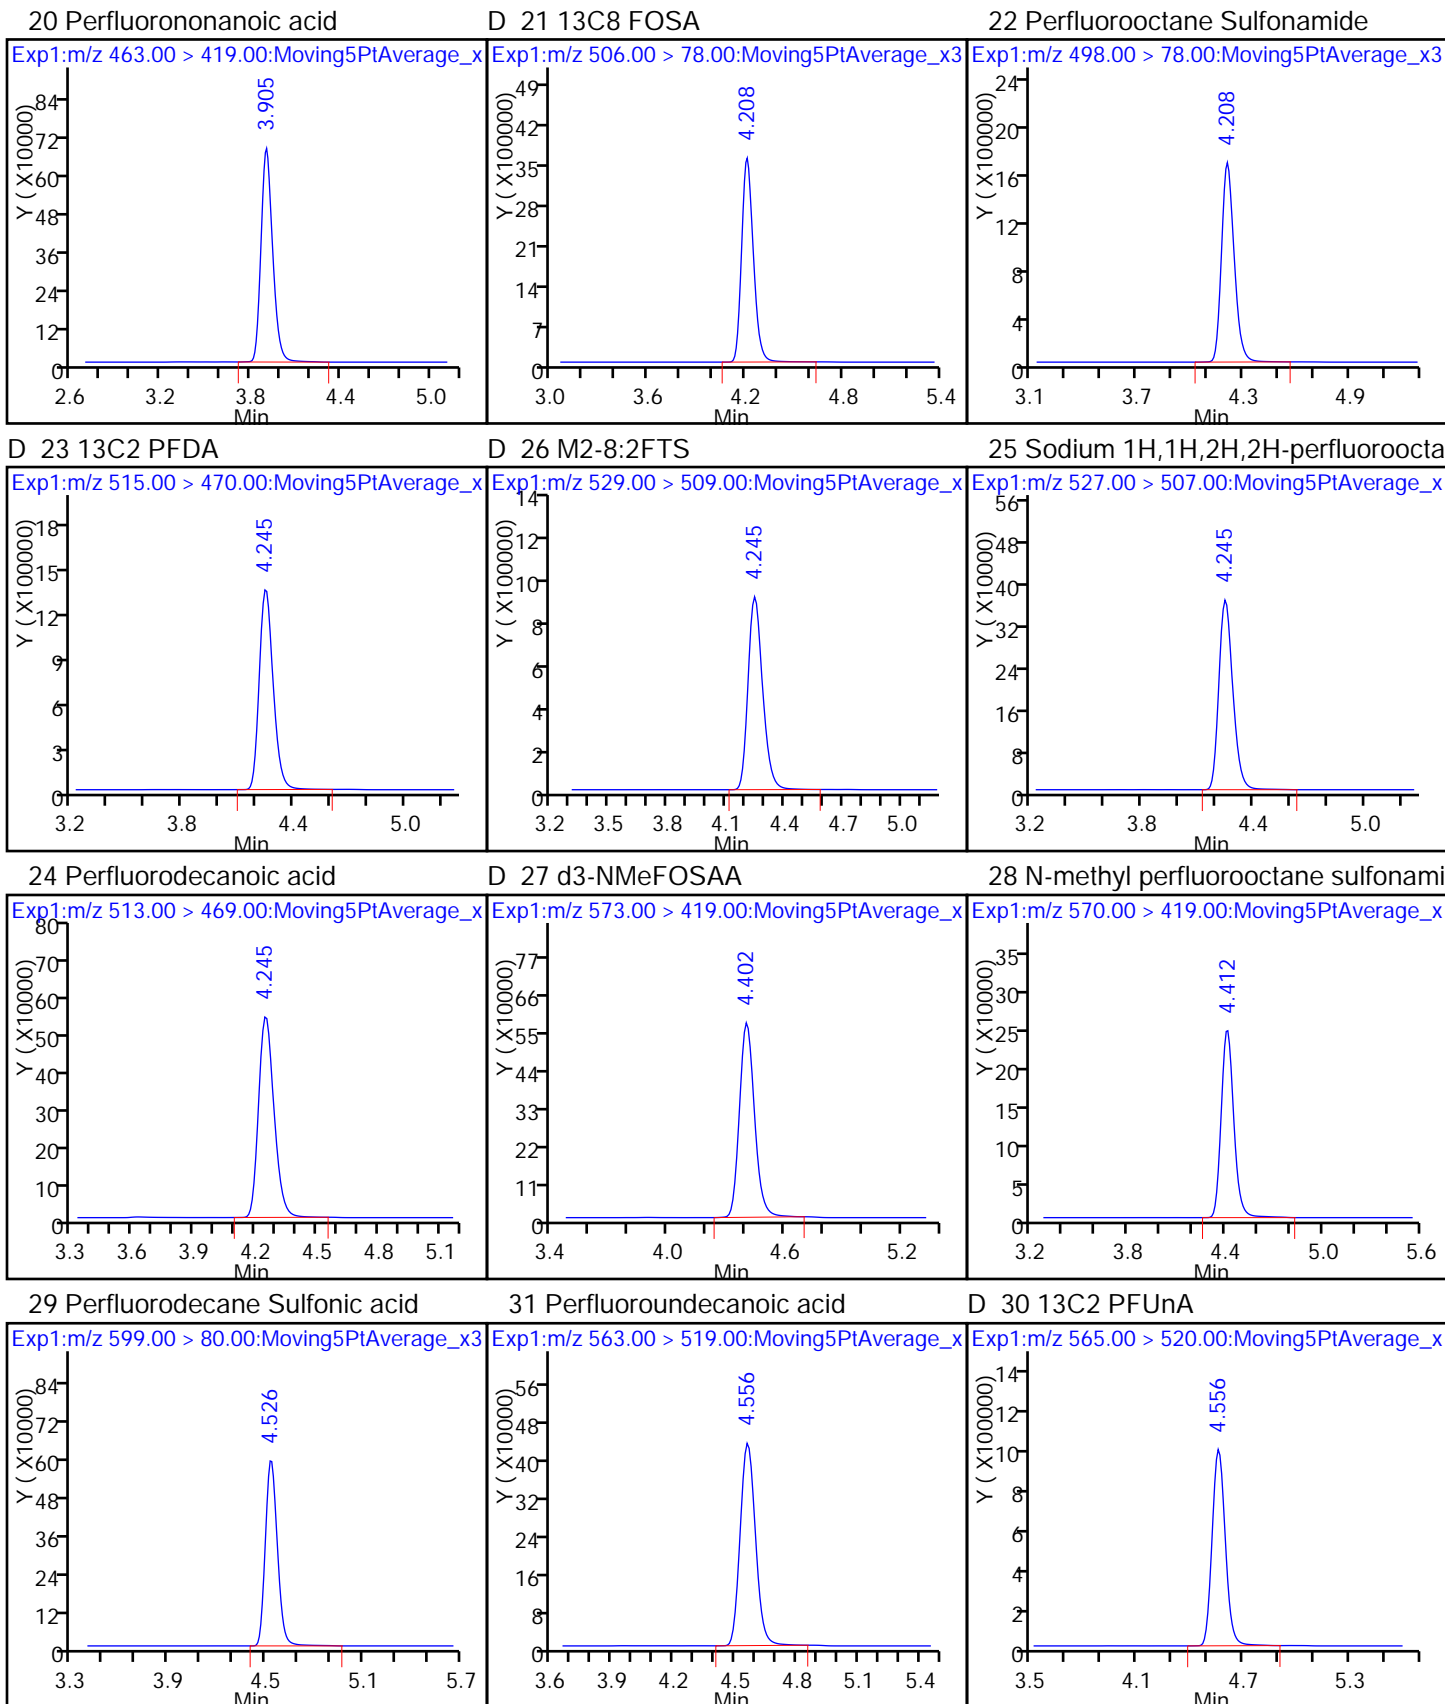 20 Perfluorononanoic acid
Exp1:m/z 463.00 > 419.00:Moving5PtAverage_x
Y ( X100000)
84
72
60
48
36
24
12
0
3.905
2.6 3.2 3.8 4.4 5.0
Min
D 21 13C8 FOSA
Exp1:m/z 506.00 > 78.00:Moving5PtAverage_x3
Y ( X100000)
49
42
35
28
21
14
7
0
4.208
3.0 3.6 4.2 4.8 5.4
Min
22 Perfluorooctane Sulfonamide
Exp1:m/z 498.00 > 78.00:Moving5PtAverage_x3
Y ( X100000)
24
20
16
12
8
4
0
4.208
3.1 3.7 4.3 4.9
Min
D 23 13C2 PFDA
Exp1:m/z 515.00 > 470.00:Moving5PtAverage_x
Y ( X100000)
18
15
12
9
6
3
0
4.245
3.2 3.8 4.4 5.0
Min
D 26 M2-8:2FTS
Exp1:m/z 529.00 > 509.00:Moving5PtAverage_x
Y ( X100000)
14
12
10
8
6
4
2
0
4.245
3.2 3.5 3.8 4.1 4.4 4.7 5.0
Min
25 Sodium 1H,1H,2H,2H-perfluoroocta
Exp1:m/z 527.00 > 507.00:Moving5PtAverage_x
Y ( X100000)
56
48
40
32
24
16
8
0
4.245
3.2 3.8 4.4 5.0
Min
24 Perfluorodecanoic acid
Exp1:m/z 513.00 > 469.00:Moving5PtAverage_x
Y ( X100000)
80
70
60
50
40
30
20
10
0
4.245
3.3 3.6 3.9 4.2 4.5 4.8 5.1
Min
D 27 d3-NMeFOSAA
Exp1:m/z 573.00 > 419.00:Moving5PtAverage_x
Y ( X10000)
77
66
55
44
33
22
11
0
4.402
3.4 4.0 4.6 5.2
Min
28 N-methyl perfluorooctane sulfonami
Exp1:m/z 570.00 > 419.00:Moving5PtAverage_x
Y ( X100000)
35
30
25
20
15
10
5
0
4.412
3.2 3.8 4.4 5.0 5.6
Min
29 Perfluorodecane Sulfonic acid
Exp1:m/z 599.00 > 80.00:Moving5PtAverage_x3
Y ( X100000)
84
72
60
48
36
24
12
0
4.526
3.3 3.9 4.5 5.1 5.7
Min
31 Perfluoroundecanoic acid
Exp1:m/z 563.00 > 519.00:Moving5PtAverage_x
Y ( X100000)
56
48
40
32
24
16
8
0
4.556
3.6 3.9 4.2 4.5 4.8 5.1 5.4
Min
D 30 13C2 PFUnA
Exp1:m/z 565.00 > 520.00:Moving5PtAverage_x
Y ( X100000)
14
12
10
8
6
4
2
0
4.556
3.5 4.1 4.7 5.3
Min